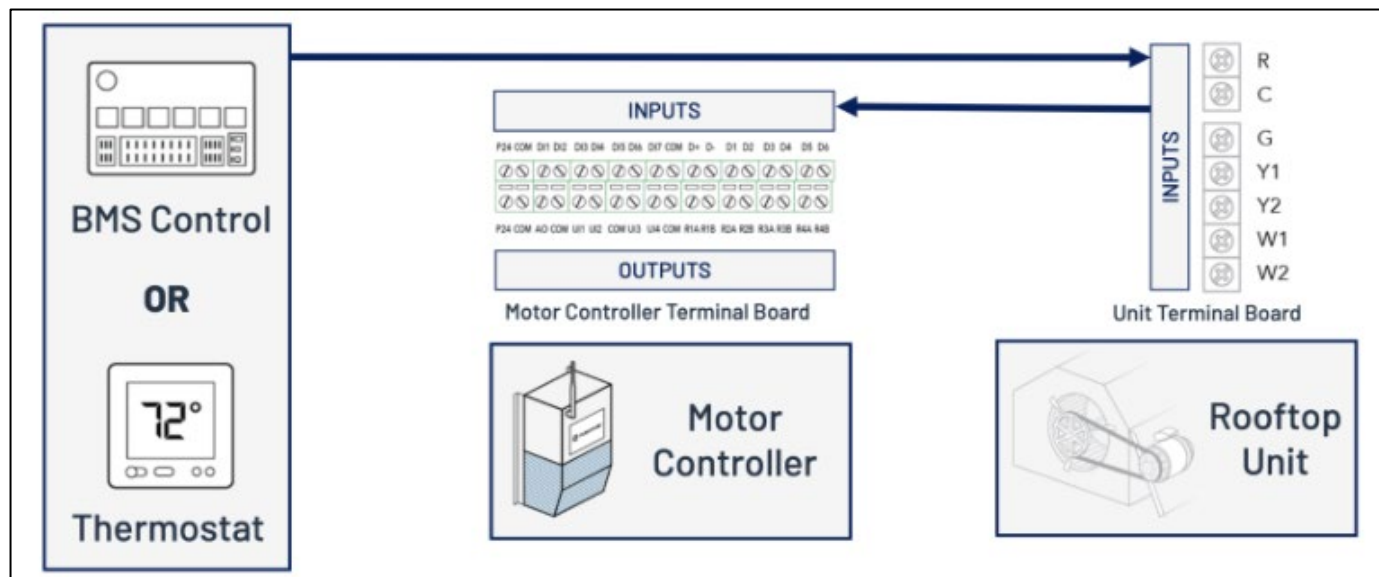 BMS Control
OR
72°
Thermostat
INPUTS
P24 COM DI1 DI2 DI3 DI4 DI5 DI6 DI7 COM D+ D- D1 D2 D3 D4 D5 D6
P24 COM AO COM UI1 UI2 COM UI3 UI4 COM R1A R1B R2A R2B R3A R3B R4A R4B
OUTPUTS
Motor Controller Terminal Board
Motor
Controller
INPUTS
R
C
G
Y1
Y2
W1
W2
Unit Terminal Board
Rooftop
Unit